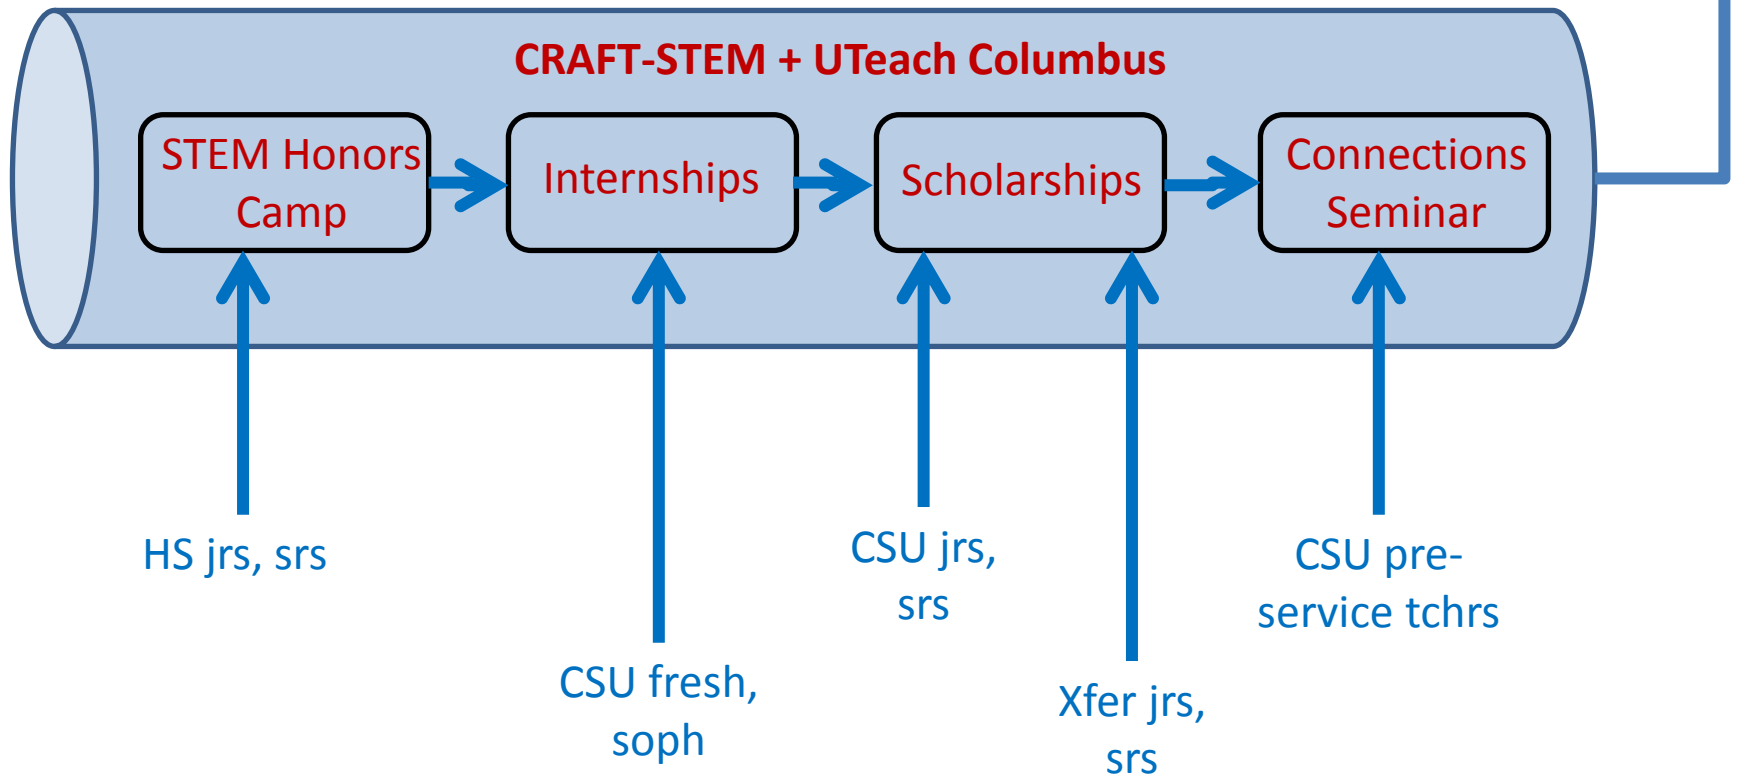 CRAFT-STEM + UTeach Columbus
STEM Honors
Camp
Internships
Scholarships
Connections
Seminar
HS jrs, srs
CSU fresh,
soph
CSU jrs,
srs
Xfer jrs,
srs
CSU pre-
service tchrs